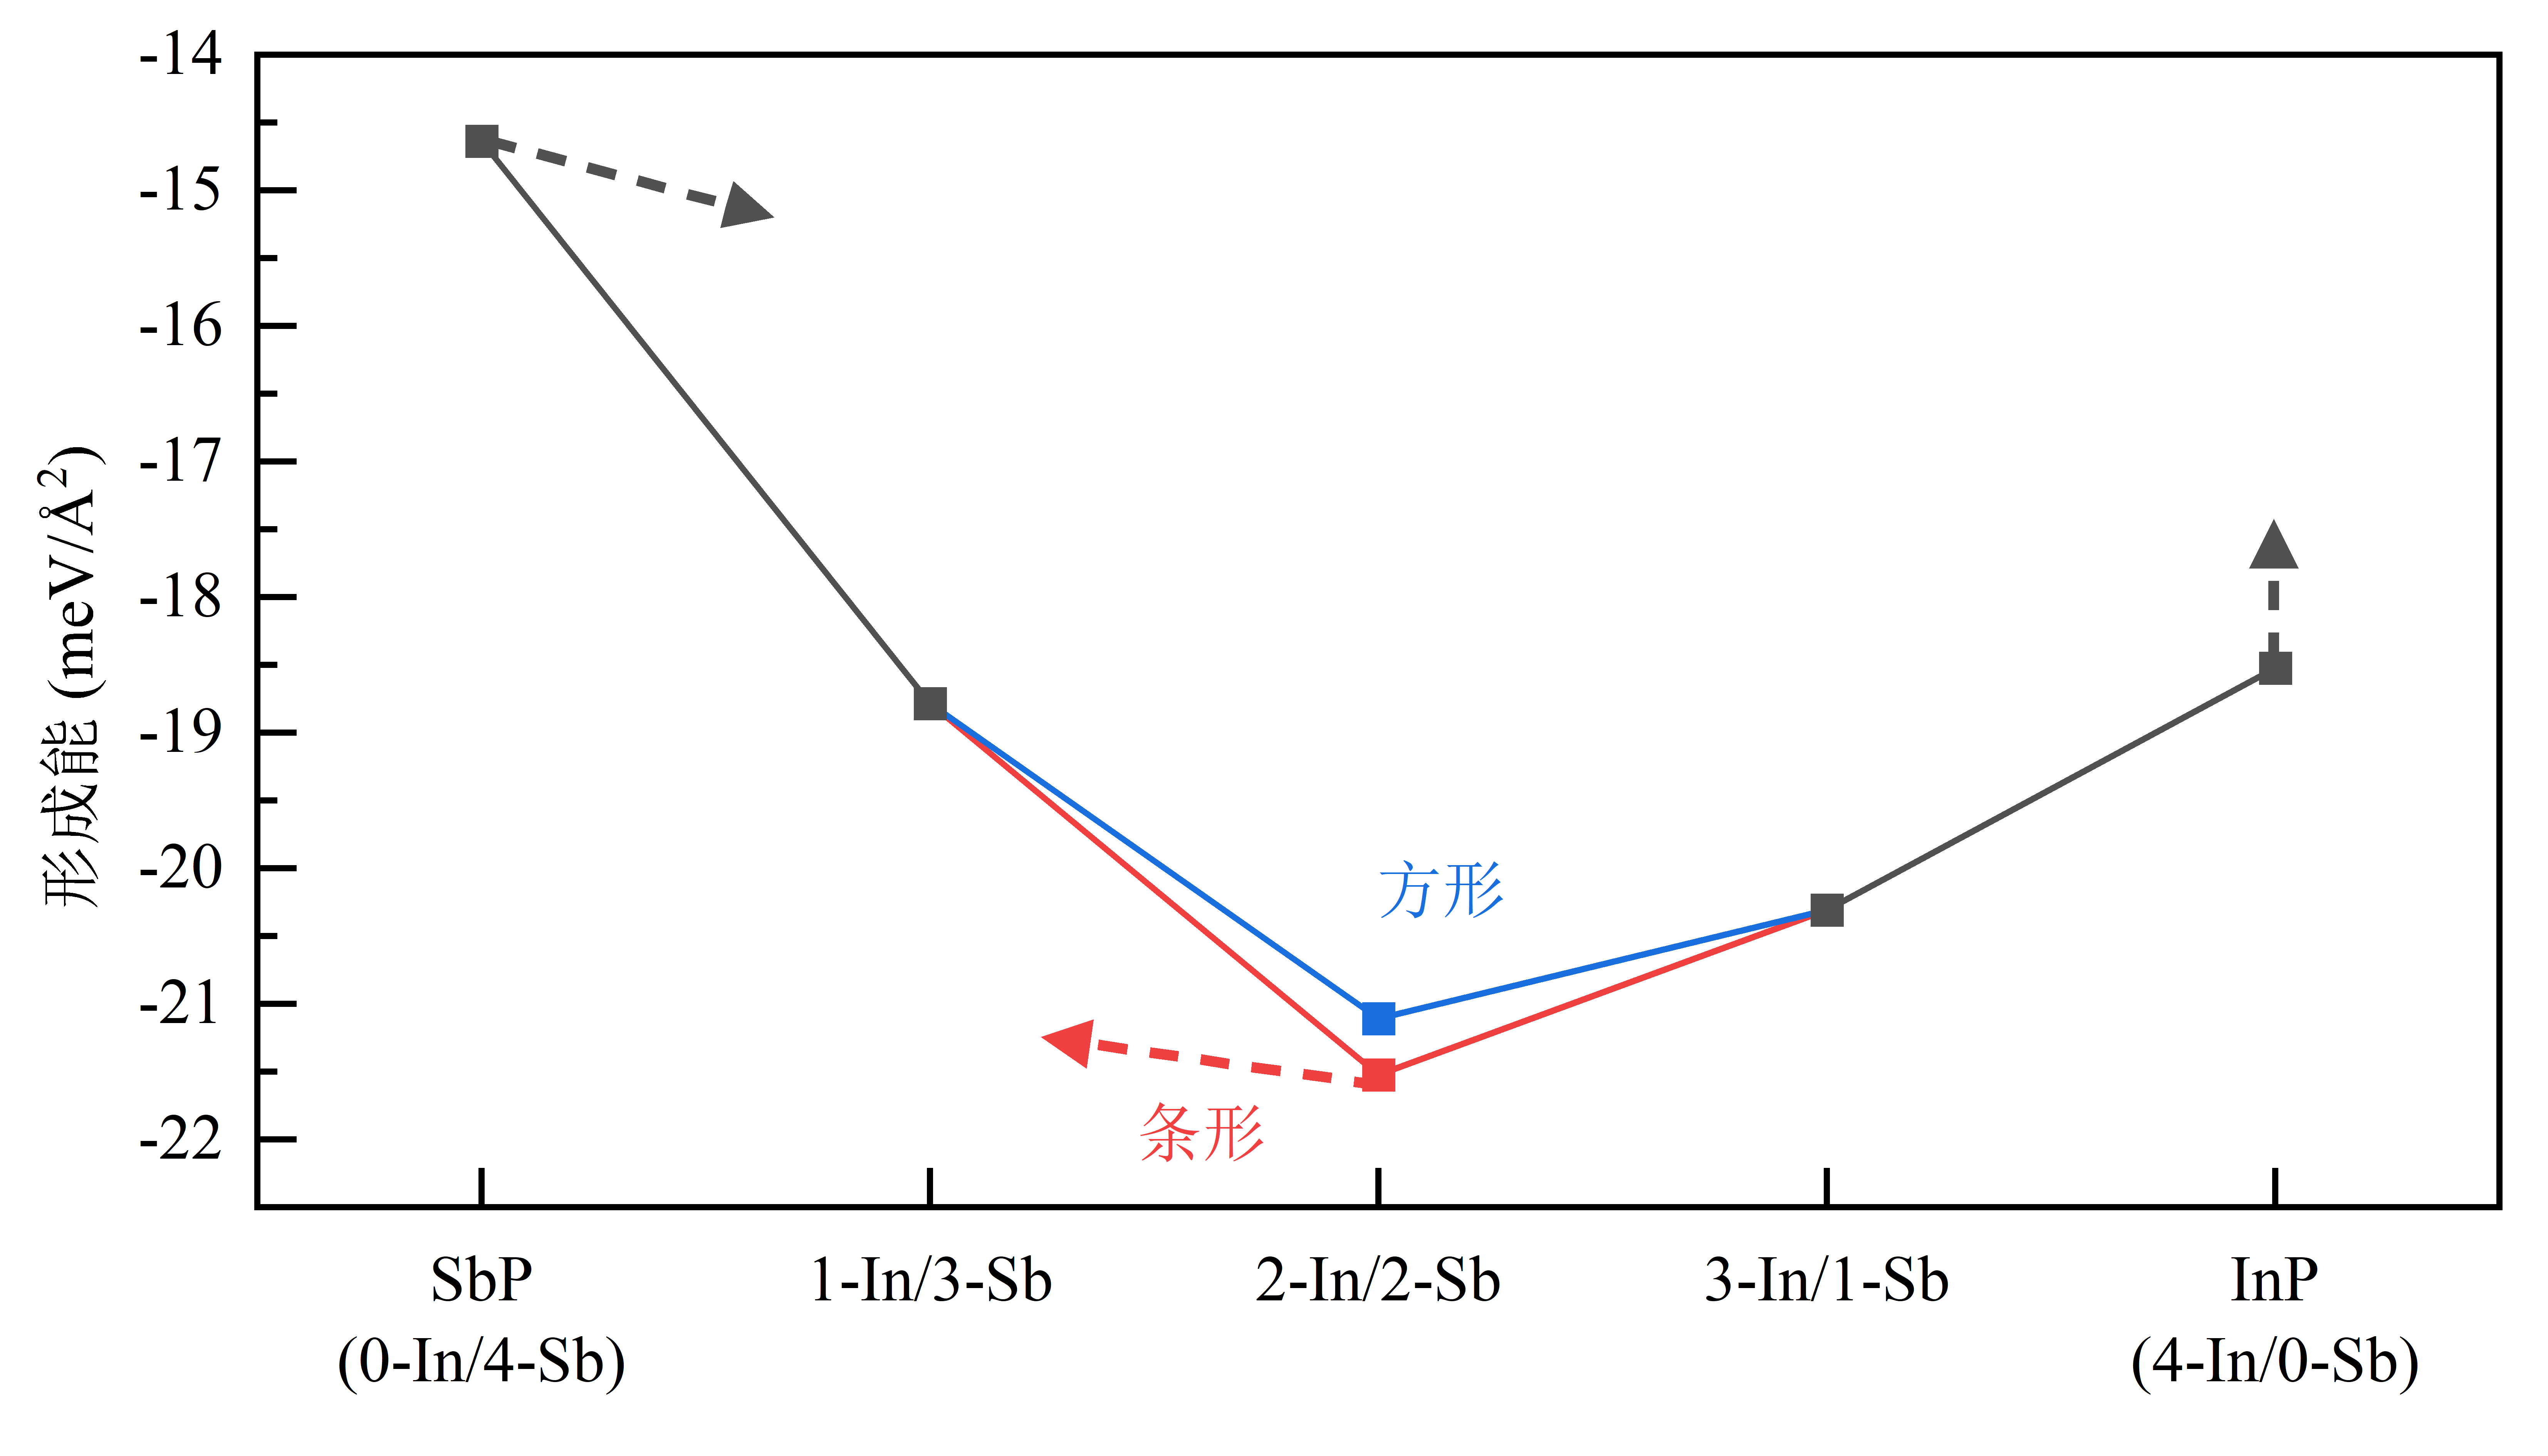 形成能 (meV/Å²)
-14
-15
-16
-17
-18
-19
-20
-21
-22
方形
条形
SbP
(0-In/4-Sb)
1-In/3-Sb
2-In/2-Sb
3-In/1-Sb
InP
(4-In/0-Sb)